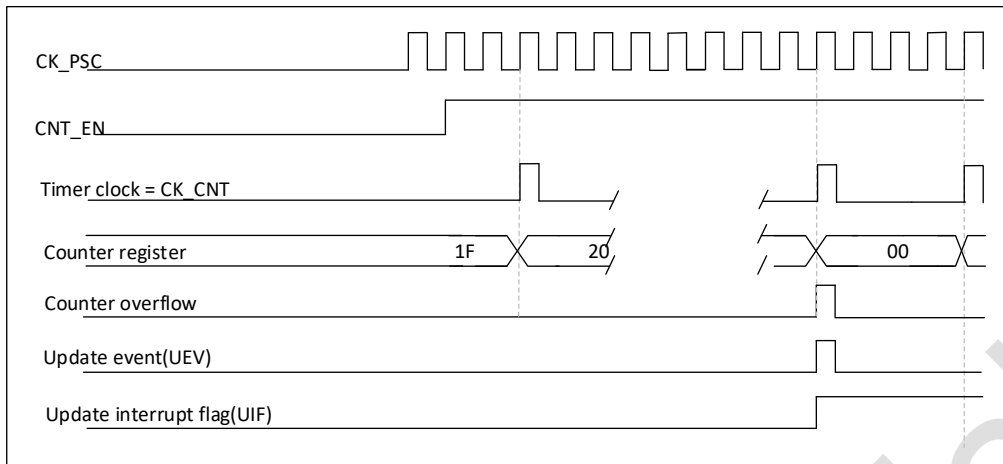 CK_PSC
CNT_EN
Timer clock = CK_CNT
Counter register 1F 20 00
Counter overflow
Update event(UEV)
Update interrupt flag(UIF)